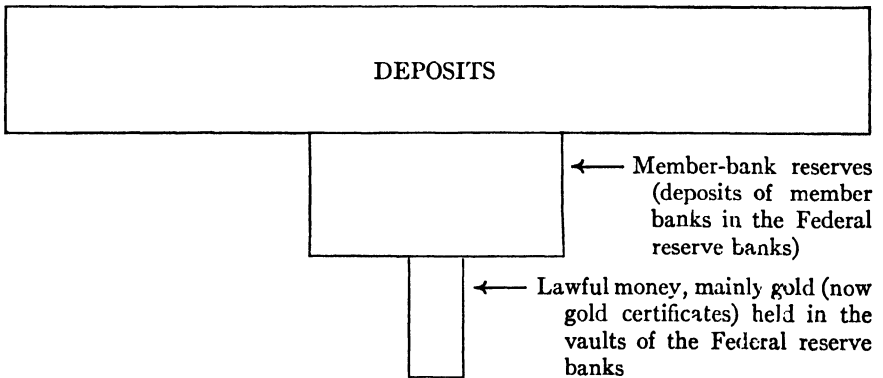 DEPOSITS
Member-bank reserves
(deposits of member
banks in the Federal
reserve banks)
Lawful money, mainly gold (now
gold certificates) held in the
vaults of the Federal reserve
banks